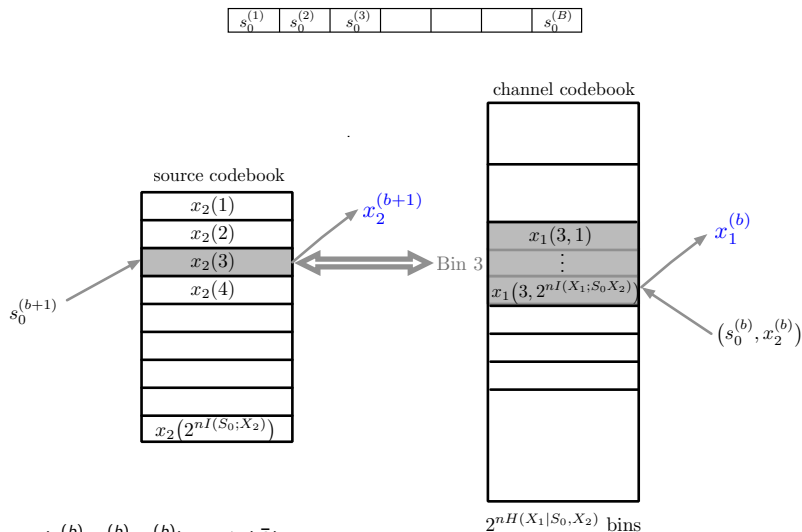 s_0^{(1)} s_0^{(2)} s_0^{(3)} s_0^{(B)}
channel codebook
source codebook
x_2(1)
x_2^{(b+1)}
x_2(2)
x_1(3, 1)
x_1^{(b)}
x_2(3)
Bin 3
⋮
x_2(4)
x_1(3, 2^{nI(X_1;S_0X_2)})
s_0^{(b+1)}
(s_0^{(b)}, x_2^{(b)})
x_2(2^{nI(S_0;X_2)})
2^{nH(X_1|S_0,X_2)} bins